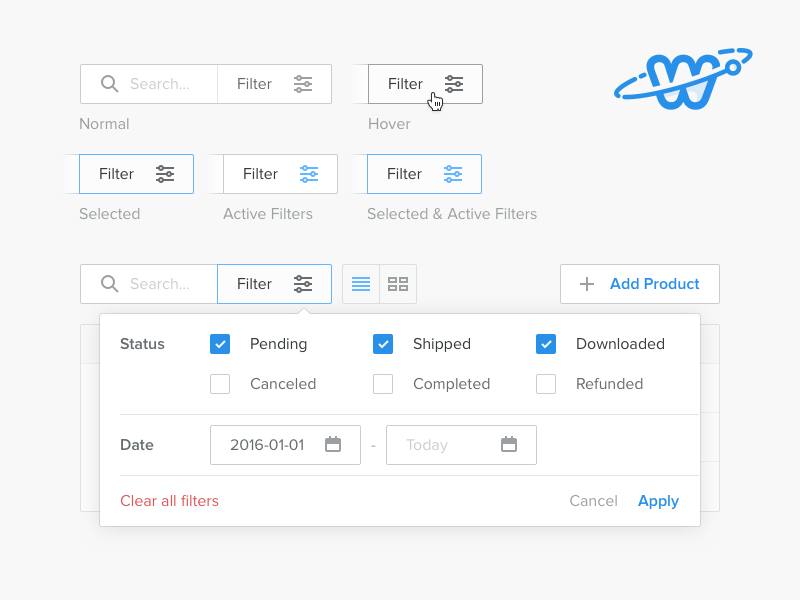 Search... Filter Filter
Normal Hover
Filter Filter Filter
Selected Active Filters Selected & Active Filters
Search... Filter Add Product
Status Pending Shipped Downloaded
Canceled Completed Refunded
Date 2016-01-01 - Today
Clear all filters Cancel Apply